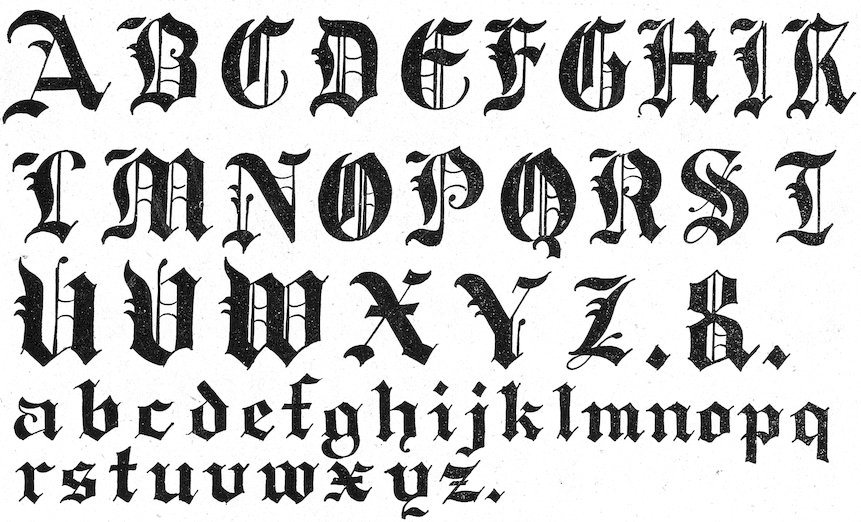 A B C D E F G H I K
L M N O P Q R S T
U V W X Y Z . & .
a b c d e f g h i j k l m n o p q
r s t u v w x y z .